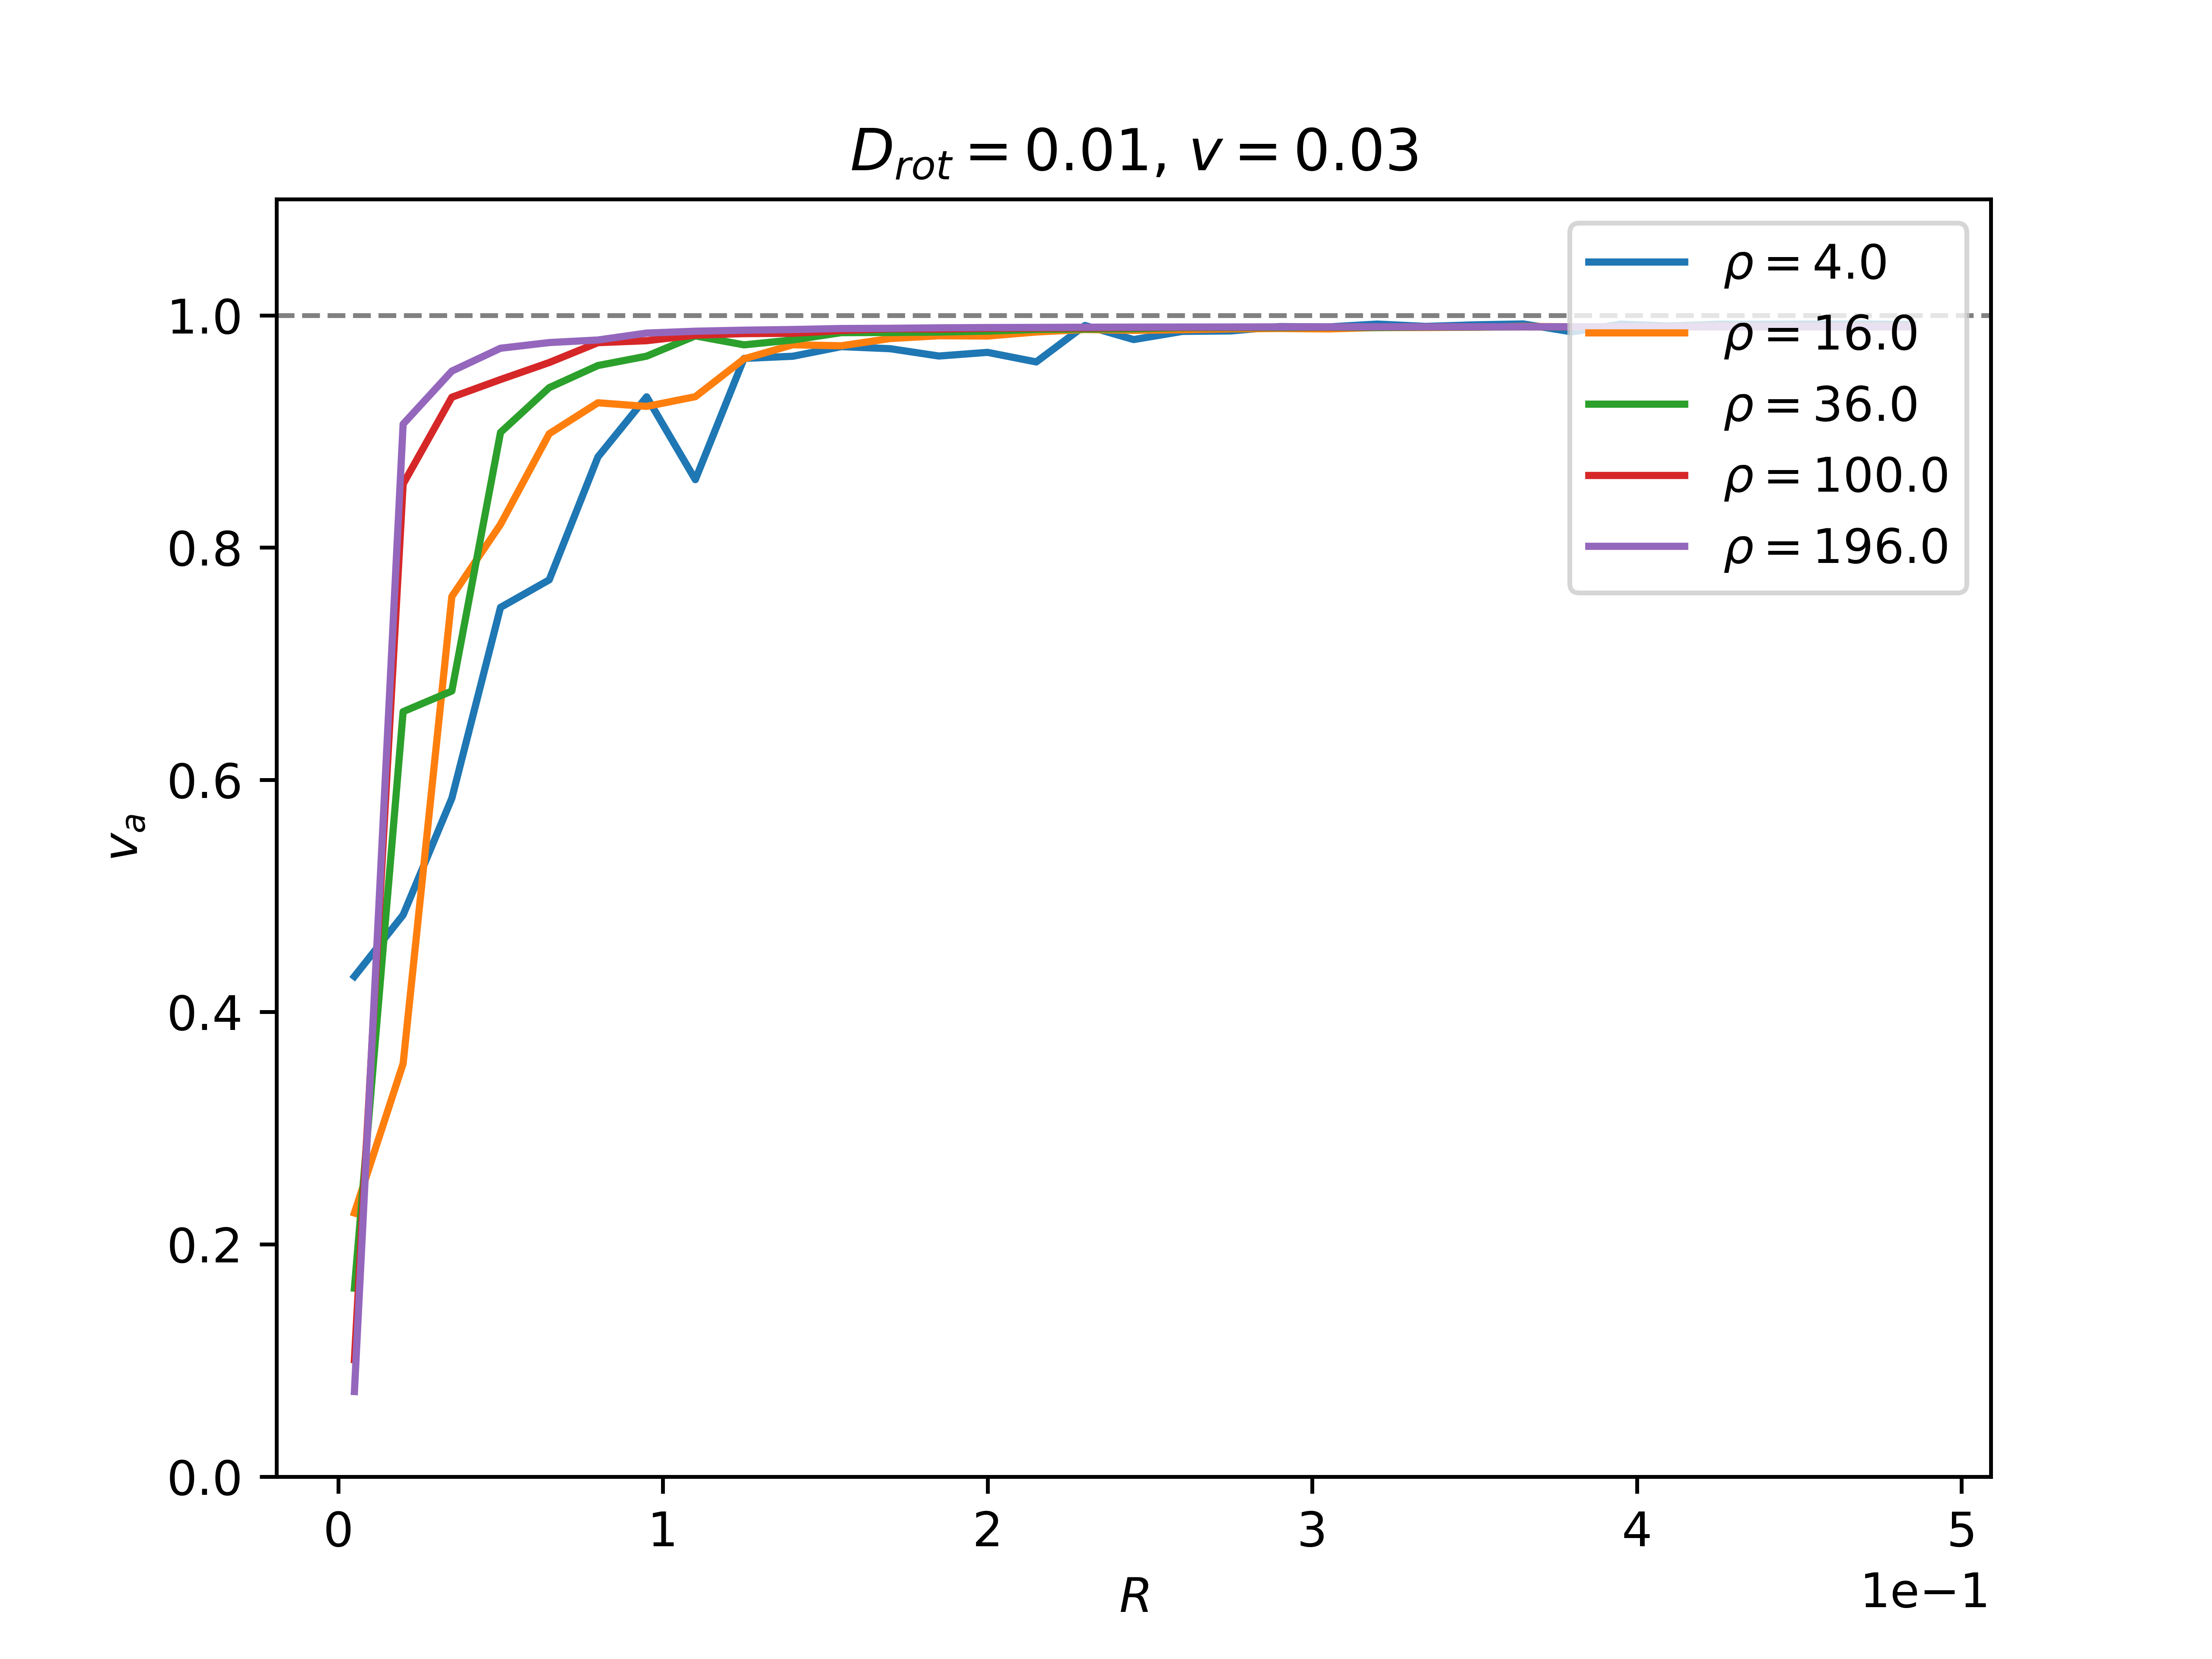 D_rot = 0.01, v = 0.03
1.0
0.8
0.6
0.4
0.2
0.0
v_a
0 1 2 3 4 5
1e−1
R
ρ = 4.0
ρ = 16.0
ρ = 36.0
ρ = 100.0
ρ = 196.0